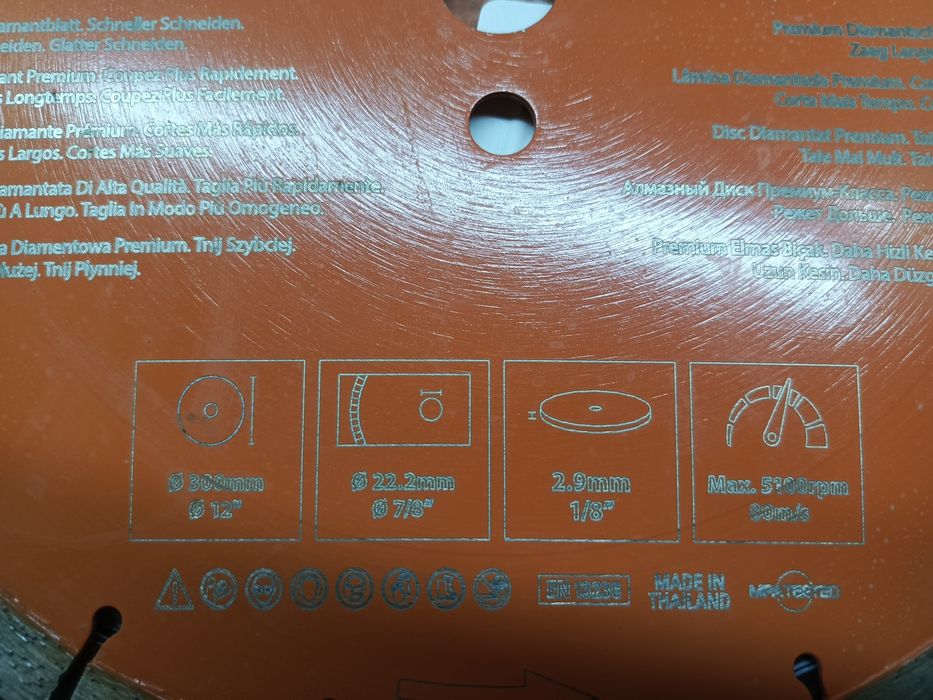 amantblatt. Schneller Schneiden.
eiden. Glatter Schneiden.
ant Premium. Coupez Plus Rapidement.
s Longtemps. Coupez Plus Facilement.
iamante Premium. Cortes Más Rápidos.
s Largos. Cortes Más Suaves.
amantata Di Alta Qualità. Taglia Più Rapidamente.
ù A Lungo. Taglia In Modo Più Omogeneo.
a Diamentowa Premium. Tnij Szybciej.
łużej. Tnij Płynniej.
Premium Diamantsch
Zaag Lang
Lâmina Diamantada Premium. Co
Corta Mais Tempo. C
Disc Diamantat Premium. Tai
Taie Mai Mult. Tai
Алмазный Диск Премиум-Класса. Реж
Режет Дольше. Реж
Premium Elmas Bıçak. Daha Hızlı Ke
Uzun Kesin. Daha Düzg
Ø 300mm
Ø 12"
Ø 22.2mm
Ø 7/8"
2.9mm
1/8"
Max. 5100rpm
80m/s
EN 13236
MADE IN
THAILAND
MPA TESTED